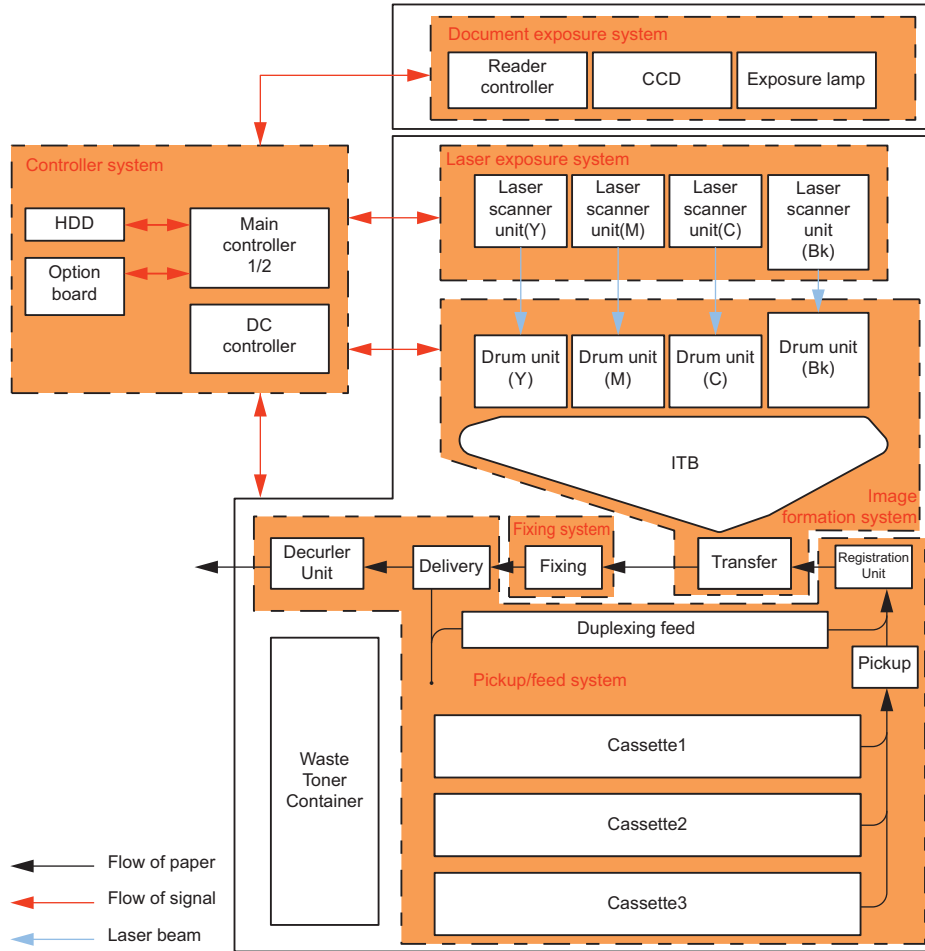 Document exposure system
Reader
controller
CCD
Exposure lamp
Controller system
HDD
Main
controller
1/2
Option
board
DC
controller
Laser exposure system
Laser
scanner
unit(Y)
Laser
scanner
unit(M)
Laser
scanner
unit(C)
Laser
scanner
unit
(Bk)
Drum unit
(Y)
Drum unit
(M)
Drum unit
(C)
Drum unit
(Bk)
ITB
Image
formation system
Fixing system
Decurler
Unit
Delivery
Fixing
Transfer
Registration
Unit
Duplexing feed
Pickup
Pickup/feed system
Cassette1
Waste
Toner
Container
Cassette2
Cassette3
Flow of paper
Flow of signal
Laser beam